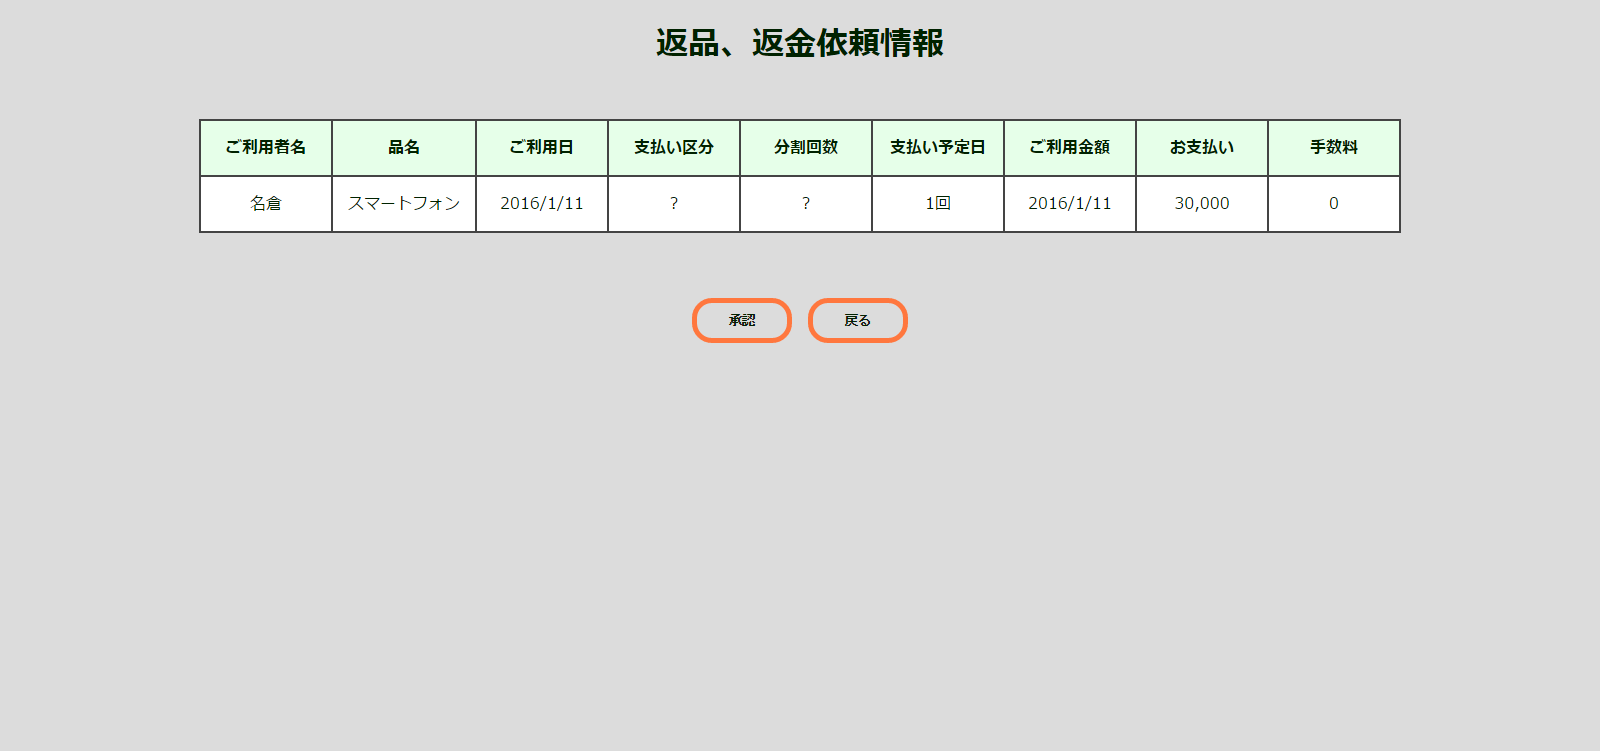 返品、返金依頼情報
ご利用者名 品名 ご利用日 支払い区分 分割回数 支払い予定日 ご利用金額 お支払い 手数料
名倉 スマートフォン 2016/1/11 ? ? 1回 2016/1/11 30,000 0
承認 戻る